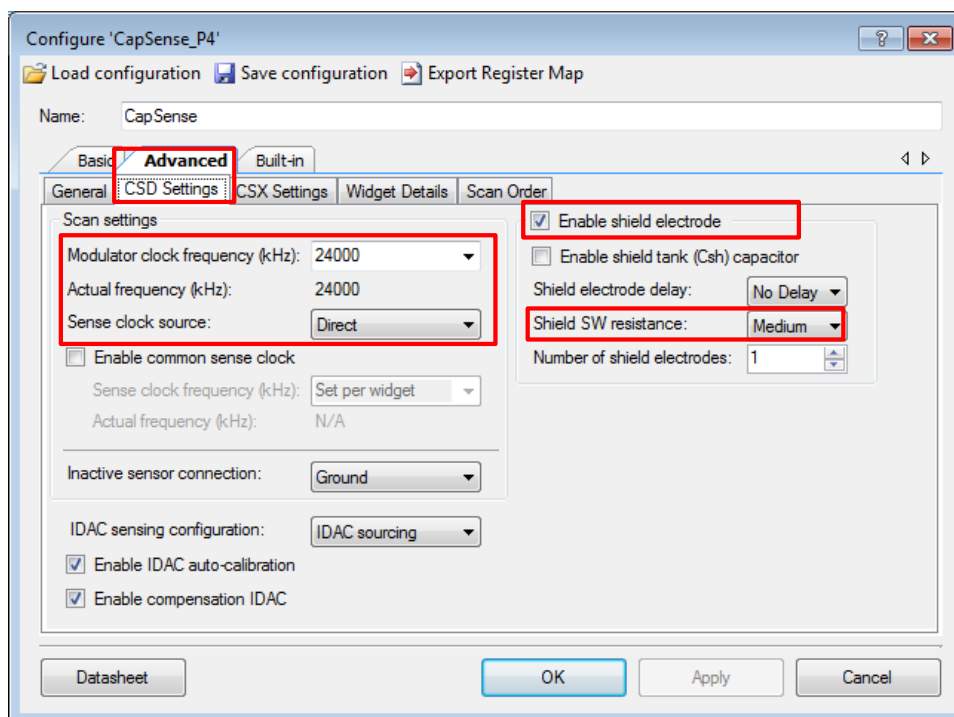 Configure 'CapSense_P4'
Load configuration Save configuration Export Register Map
Name: CapSense
Basic Advanced Built-in
General CSD Settings CSX Settings Widget Details Scan Order
Scan settings
Modulator clock frequency (kHz): 24000
Actual frequency (kHz): 24000
Sense clock source: Direct
Enable common sense clock
Sense clock frequency (kHz): Set per widget
Actual frequency (kHz): N/A
Inactive sensor connection: Ground
IDAC sensing configuration: IDAC sourcing
Enable IDAC auto-calibration
Enable compensation IDAC
Enable shield electrode
Enable shield tank (Csh) capacitor
Shield electrode delay: No Delay
Shield SW resistance: Medium
Number of shield electrodes: 1
Datasheet OK Apply Cancel